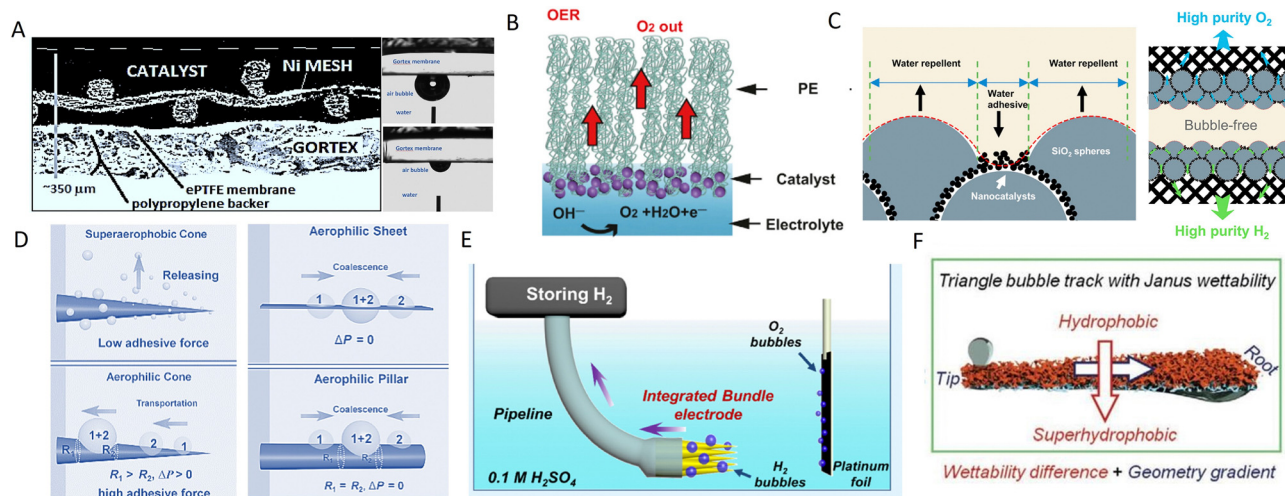 A
CATALYST
Ni MESH
GORTEX
~350 µm
ePTFE membrane
polypropylene backer
Gortex membrane
air bubble
water
Gortex membrane
air bubble
water
B
OER
O₂ out
PE
Catalyst
OH⁻
O₂ +H₂O+e⁻
Electrolyte
C
Water repellent
Water repellent
Water
adhesive
SiO₂ spheres
Nanocatalysts
High purity O₂
Bubble-free
High purity H₂
D
Superaerophobic Cone
Releasing
Low adhesive force
Aerophilic Sheet
Coalescence
1
1+2
2
ΔP = 0
Aerophilic Cone
Transportation
1+2
2
1
R₁ > R₂, ΔP > 0
high adhesive force
Aerophilic Pillar
Coalescence
1
1+2
2
R₁
R₂
R₁ = R₂, ΔP = 0
E
Storing H₂
O₂
bubbles
Integrated Bundle
electrode
Pipeline
H₂
bubbles
Platinum
foil
0.1 M H₂SO₄
F
Triangle bubble track with Janus wettability
Hydrophobic
Tip
Root
Superhydrophobic
Wettability difference + Geometry gradient